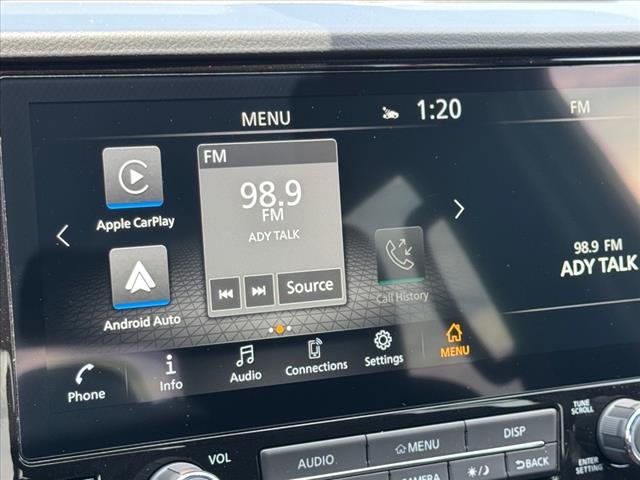 MENU
1:20
FM
Apple CarPlay
Android Auto
FM
98.9
FM
ADY TALK
Source
Call History
98.9 FM
ADY TALK
Phone
Info
Audio
Connections
Settings
MENU
VOL
AUDIO
MENU
DISP
CAMERA
BACK
TUNE
SCROLL
ENTER
SETTING